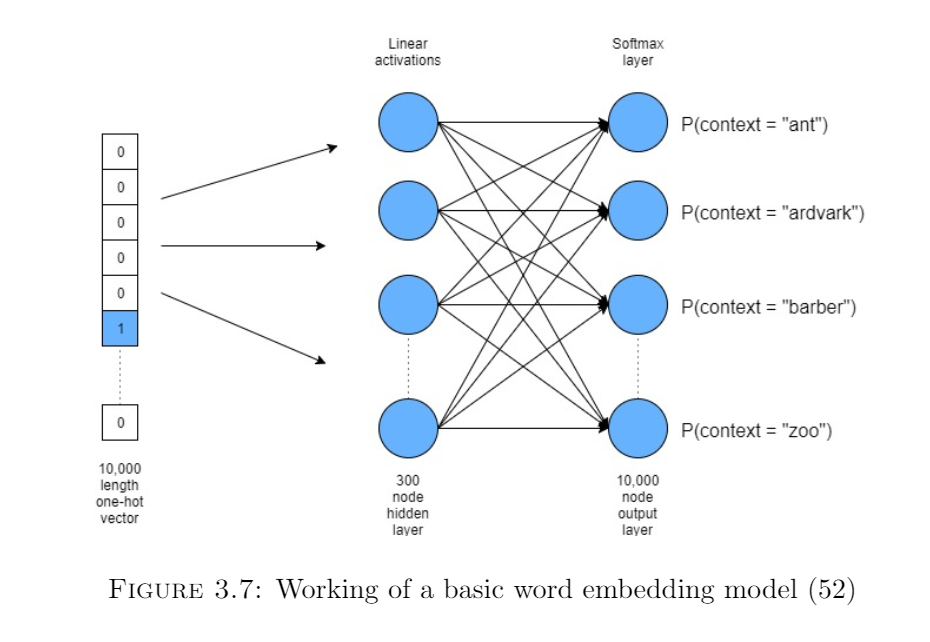 Linear
activations
Softmax
layer
P(context = "ant")
0
0
P(context = "ardvark")
0
0
0
P(context = "barber")
1
0
P(context = "zoo")
10,000
length
one-hot
vector
300
node
hidden
layer
10,000
node
output
layer
FIGURE 3.7: Working of a basic word embedding model (52)